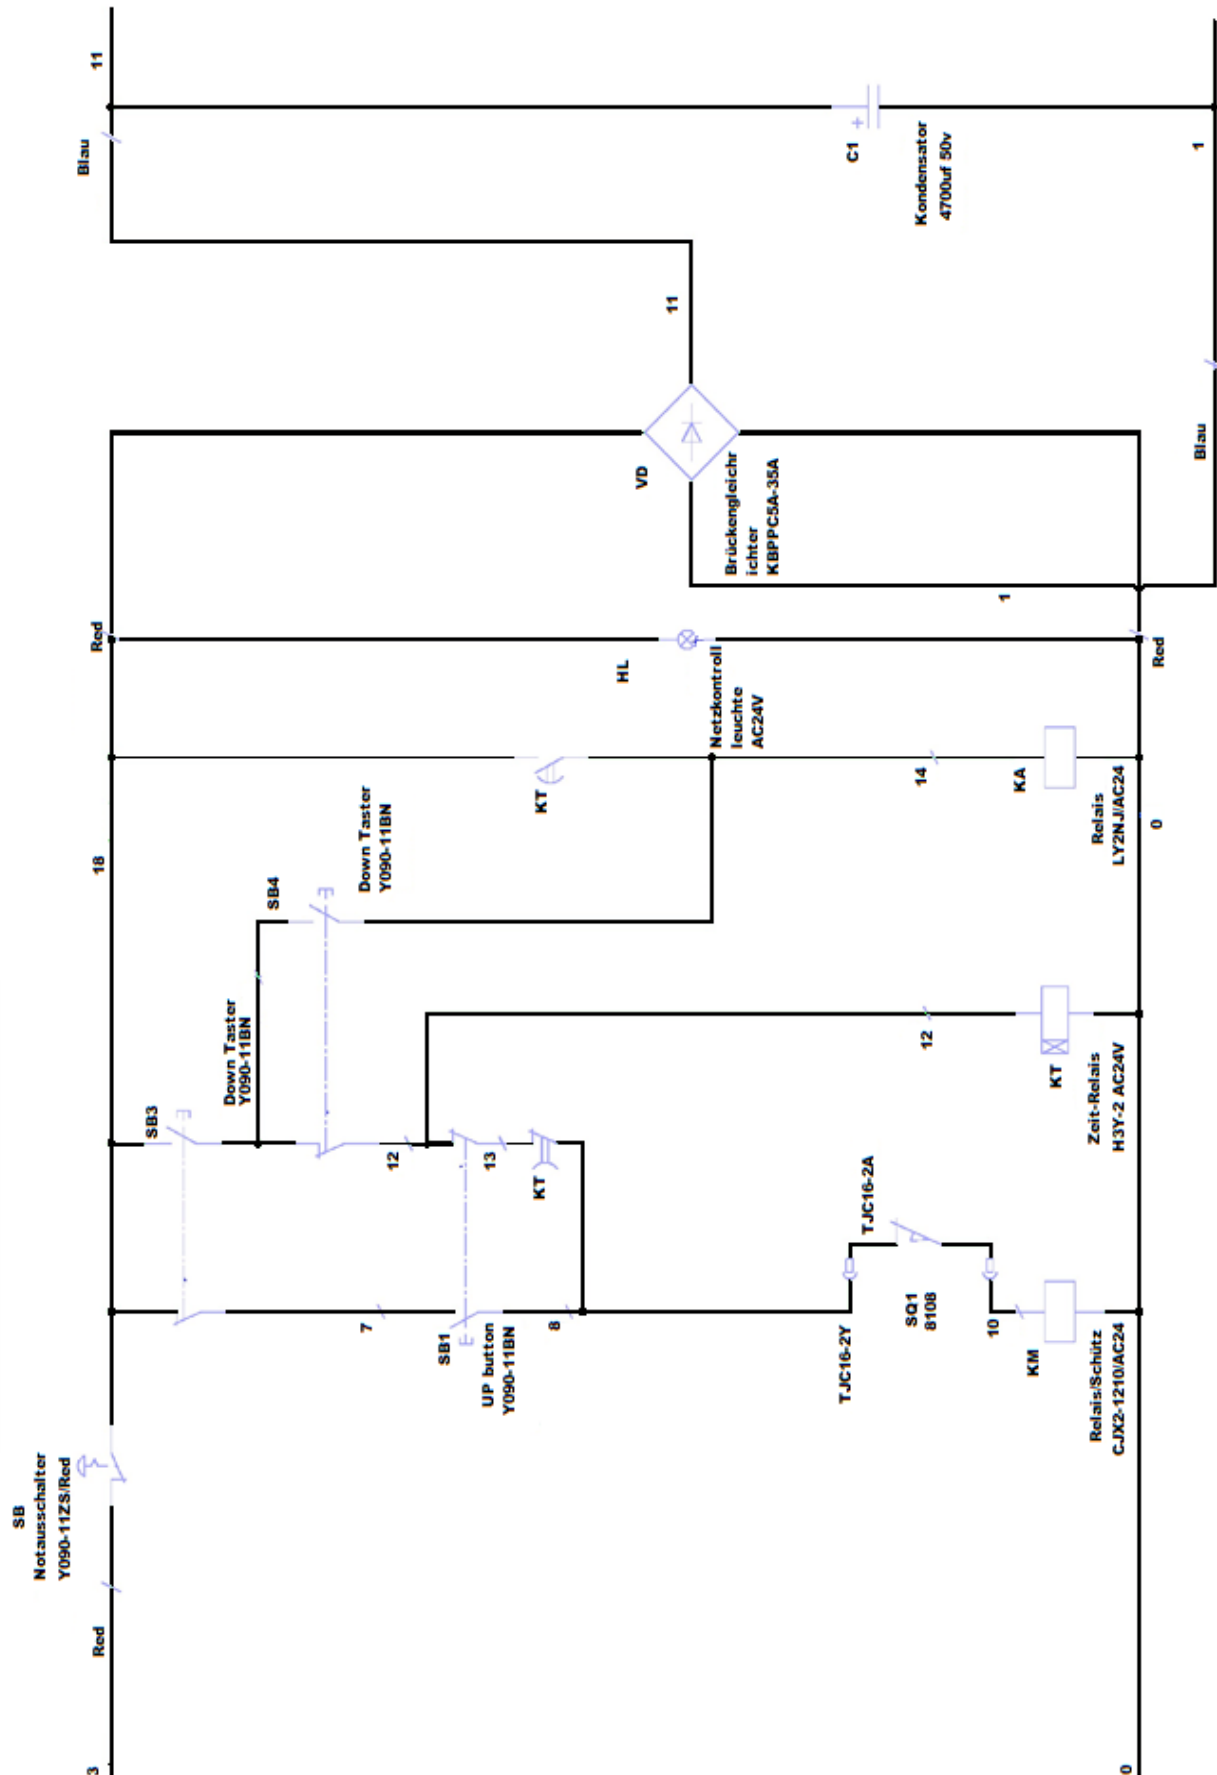 SB
Notausschalter
Y090-11ZS/Red
3
Red
18
Red
Blau
11
SB3
Down Taster
Y090-11BN
SB4
Down Taster
Y090-11BN
7
SB1
UP button
Y090-11BN
8
12
13
KT
KT
HL
Netzkontroll
leuchte
AC24V
VD
Brückengleichr
ichter
KBPPC5A-35A
11
C1
Kondensator
4700uf 50v
TJC16-2Y
TJC16-2A
SQ1
8108
10
KM
Relais/Schütz
CJX2-1210/AC24
12
KT
Zeit-Relais
H3Y-2 AC24V
14
KA
Relais
LY2NJ/AC24
1
0
0
Red
Blau
1